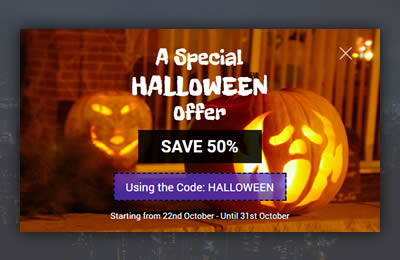 A Special
HALLOWEEN
Offer
SAVE 50%
Using the Code: HALLOWEEN
Starting from 22nd October - Until 31st October